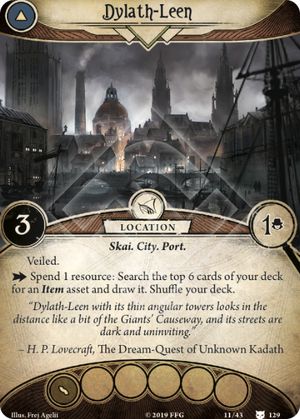 Dylath-Leen
3
LOCATION
1
Skai. City. Port.
Veiled.
Spend 1 resource: Search the top 6 cards of your deck
for an Item asset and draw it. Shuffle your deck.
“Dylath-Leen with its thin angular towers looks in the
distance like a bit of the Giants’ Causeway, and its streets are
dark and uninviting.”
– H. P. Lovecraft, The Dream-Quest of Unknown Kadath
Illus. Frej Agelii © 2019 FFG 11/43 129